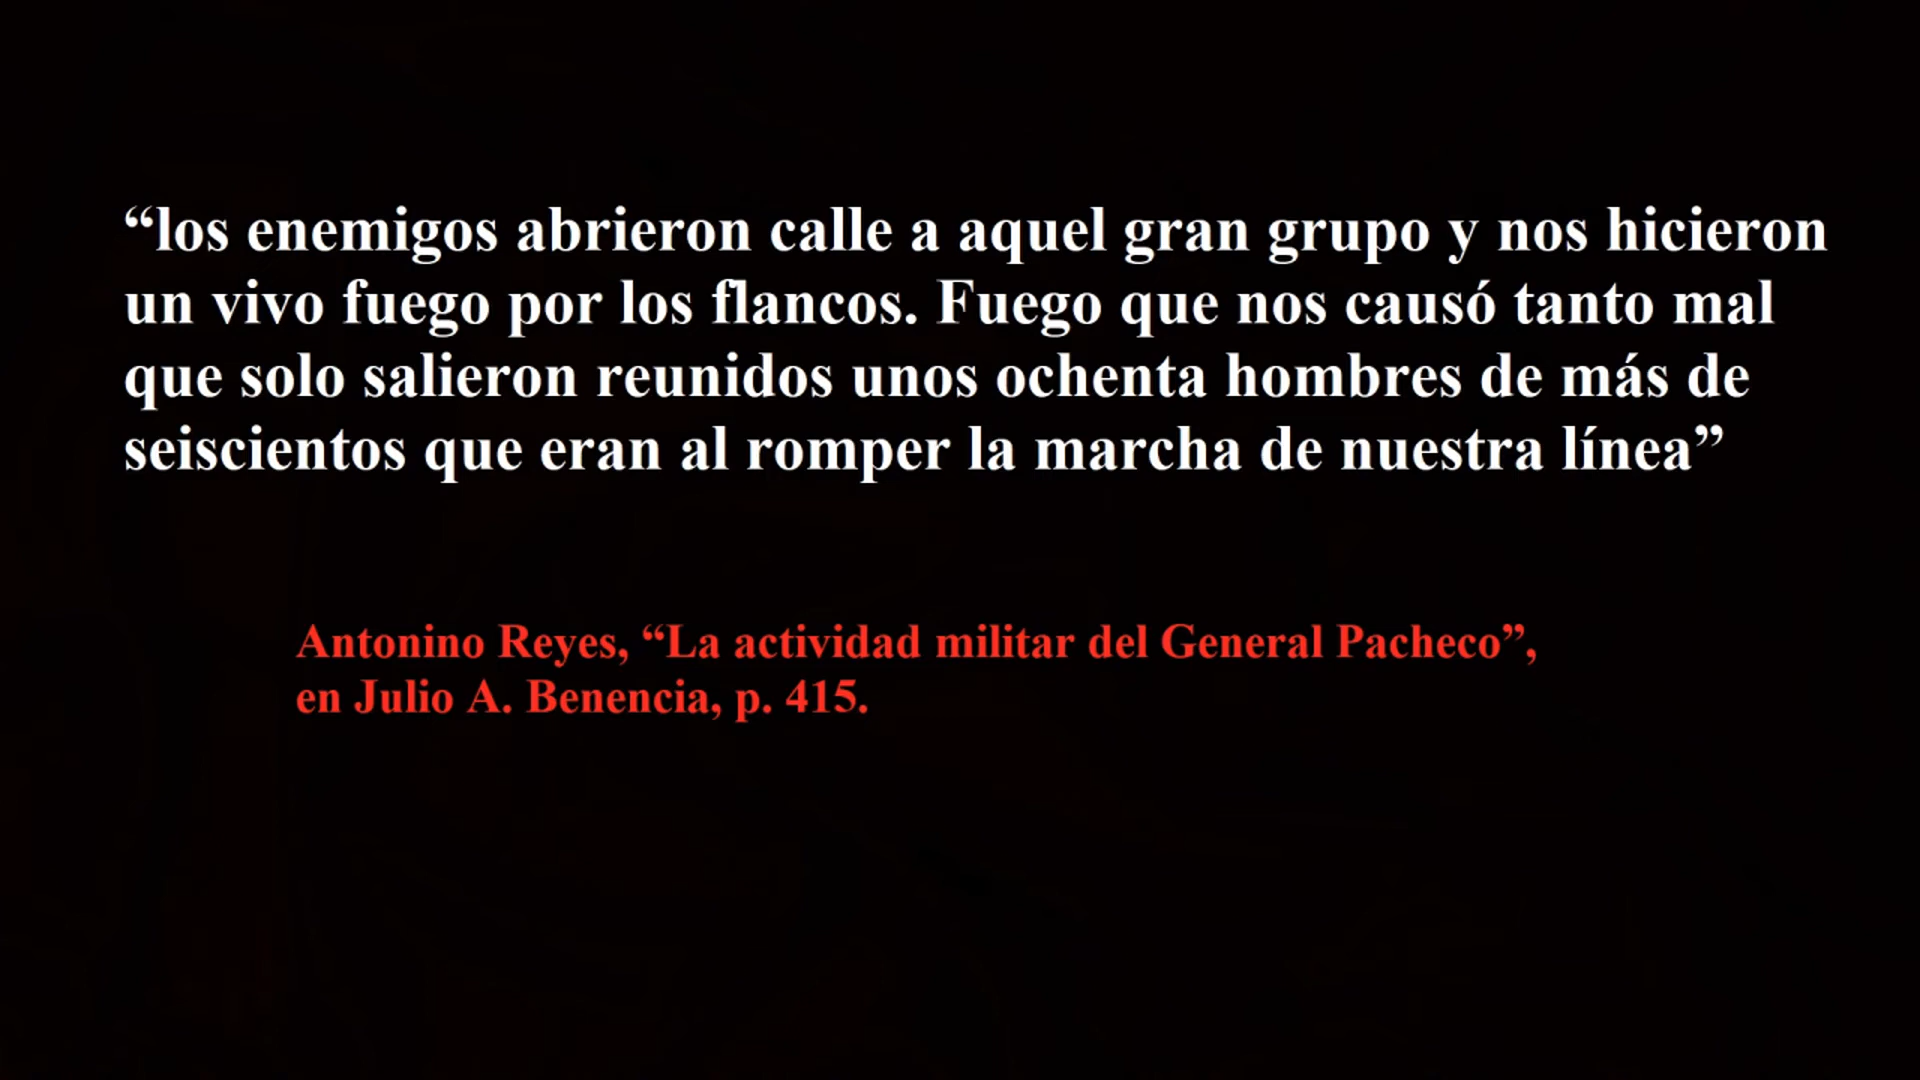 “los enemigos abrieron calle a aquel gran grupo y nos hicieron
un vivo fuego por los flancos. Fuego que nos causó tanto mal
que solo salieron reunidos unos ochenta hombres de más de
seiscientos que eran al romper la marcha de nuestra línea”
Antonino Reyes, “La actividad militar del General Pacheco”,
en Julio A. Benencia, p. 415.